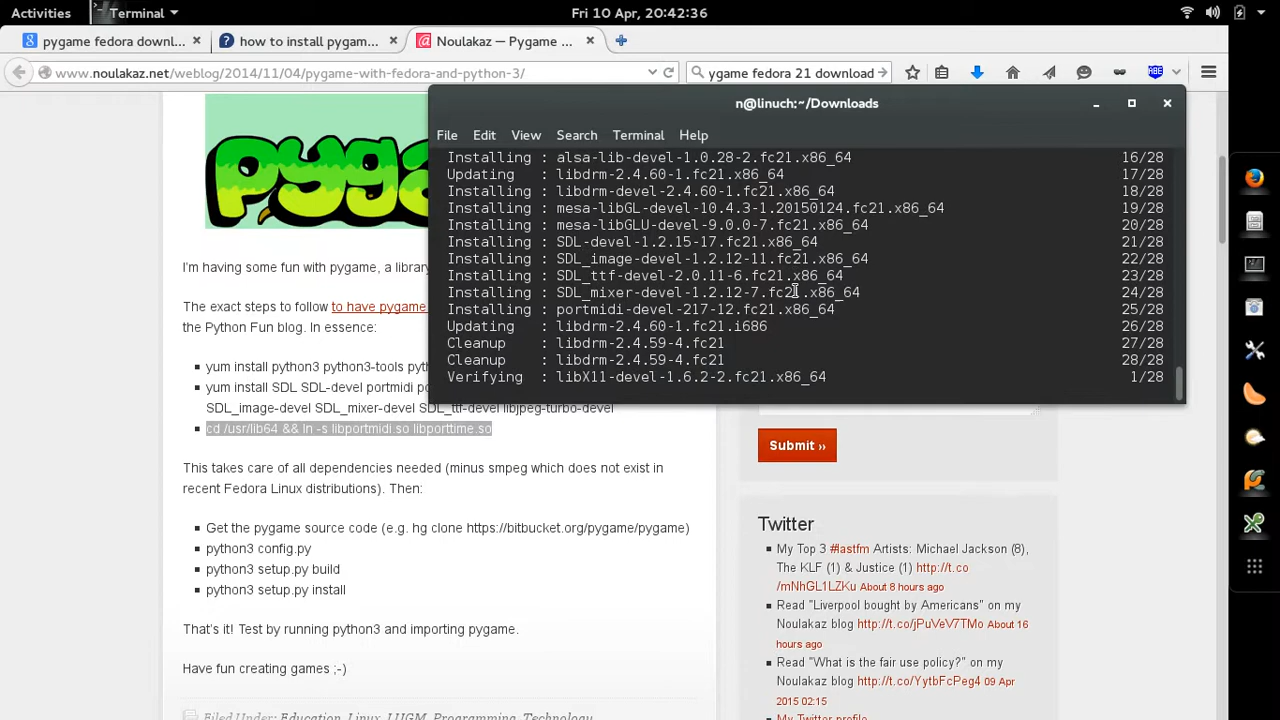 Activities
Terminal
Fri 10 Apr, 20:42:36
pygame fedora downl...
how to install pygam...
Noulakaz — Pygame ...
www.noulakaz.net/weblog/2014/11/04/pygame-with-fedora-and-python-3/
ygame fedora 21 download
ABE
n@linuch:~/Downloads
File Edit View Search Terminal Help
Installing : alsa-lib-devel-1.0.28-2.fc21.x86_64 16/28
Updating : libdrm-2.4.60-1.fc21.x86_64 17/28
Installing : libdrm-devel-2.4.60-1.fc21.x86_64 18/28
Installing : mesa-libGL-devel-10.4.3-1.20150124.fc21.x86_64 19/28
Installing : mesa-libGLU-devel-9.0.0-7.fc21.x86_64 20/28
Installing : SDL-devel-1.2.15-17.fc21.x86_64 21/28
Installing : SDL_image-devel-1.2.12-11.fc21.x86_64 22/28
Installing : SDL_ttf-devel-2.0.11-6.fc21.x86_64 23/28
Installing : SDL_mixer-devel-1.2.12-7.fc21.x86_64 24/28
Installing : portmidi-devel-217-12.fc21.x86_64 25/28
Updating : libdrm-2.4.60-1.fc21.i686 26/28
Cleanup : libdrm-2.4.59-4.fc21 27/28
Cleanup : libdrm-2.4.59-4.fc21 28/28
Verifying : libX11-devel-1.6.2-2.fc21.x86_64 1/28
pyga
I'm having some fun with pygame, a library
The exact steps to follow to have pygame
the Python Fun blog. In essence:
yum install python3 python3-tools pyth
yum install SDL SDL-devel portmidi po
SDL_image-devel SDL_mixer-devel SDL_ttf-devel libjpeg-turbo-devel
cd /usr/lib64 && ln -s libportmidi.so libporttime.so
This takes care of all dependencies needed (minus smpeg which does not exist in
recent Fedora Linux distributions). Then:
Get the pygame source code (e.g. hg clone https://bitbucket.org/pygame/pygame)
python3 config.py
python3 setup.py build
python3 setup.py install
That's it! Test by running python3 and importing pygame.
Have fun creating games ;-)
Filed Under: Education, Linux, LUGM, Programming, Technology
Submit ››
Twitter
My Top 3 #lastfm Artists: Michael Jackson (8),
The KLF (1) & Justice (1) http://t.co
/mNhGL1LZKu About 8 hours ago
Read "Liverpool bought by Americans" on my
Noulakaz blog http://t.co/jPuVeV7TMo About 16
hours ago
Read "What is the fair use policy?" on my
Noulakaz blog http://t.co/YytbFcPeg4 09 Apr
2015 02:15
My Twitter profile